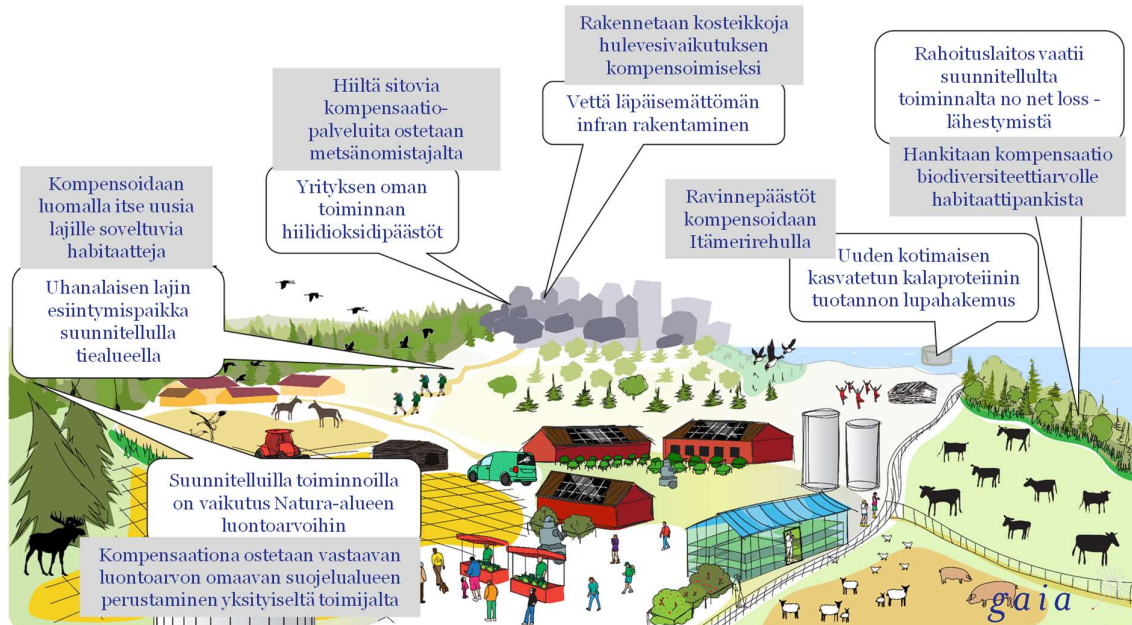 Rakennetaan kosteikkoja
hulevesivaikutuksen
kompensoimiseksi
Vettä läpäisemättömän
infran rakentaminen
Rahoituslaitos vaatii
suunnitellulta
toiminnalta no net loss -
lähestymistä
Hankitaan kompensaatio
biodiversiteettiarvolle
habitaattipankista
Hiiltä sitovia
kompensaatio-
palveluita ostetaan
metsänomistajalta
Yrityksen oman
toiminnan
hiilidioksidipäästöt
Kompensoidaan
luomalla itse uusia
lajille soveltuvia
habitaatteja
Uhanalaisen lajin
esiintymispaikka
suunnitellulla
tiealueella
Ravinnepäästöt
kompensoidaan
Itämerirehulla
Uuden kotimaisen
kasvatetun kalaproteiinin
tuotannon lupahakemus
Suunnitelluilla toiminnoilla
on vaikutus Natura-alueen
luontoarvoihin
Kompensaationa ostetaan vastaavan
luontoarvon omaavan suojelualueen
perustaminen yksityiseltä toimijalta
gaia